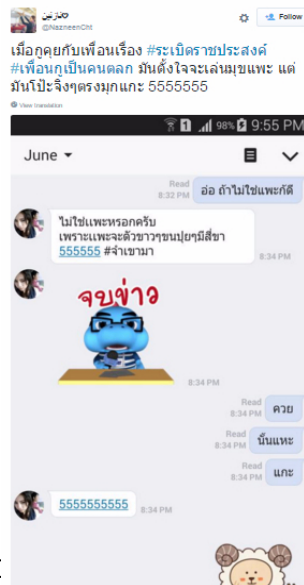 نازنين
@NazneenCht
Follow
เมื่อกูคุยกับเพื่อนเรื่อง #ระเบิดราชประสงค์
#เพื่อนกูเป็นคนตลก มันตั้งใจจะเล่นมุขแพะ แต่
มันโป๊ะจิ้งๆตรงมุกแกะ 5555555
View translation
98% 9:55 PM
June
Read
8:32 PM
อ่อ ถ้าไม่ใช่แพะก้ดี
ไม่ใช่แพะหรอกครับ
เพราะแพะจะตัวขาวๆขนปุยๆมีสี่ขา
555555 #จำเขามา
8:34 PM
จบข่าว
8:34 PM
Read
8:34 PM
ควย
Read
8:34 PM
นั้นแหะ
Read
8:34 PM
แกะ
5555555555
8:34 PM